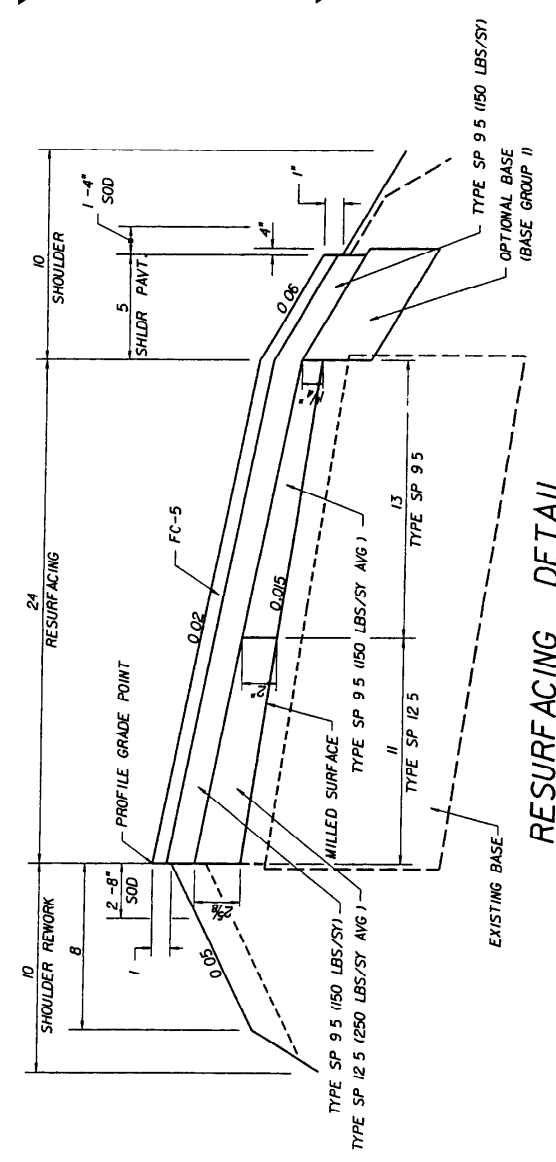 10
SHOULDER REWORK
8
2 -8"
SOD
1
0.05
2⅝"
24
RESURFACING
PROFILE GRADE POINT
FC-5
0.02
0.015
2"
10
SHOULDER
5
SHLDR PAVT.
1 -4"
SOD
4"
1"
0.06
TYPE SP 9 5 (150 LBS/SY)
OPTIONAL BASE
(BASE GROUP 1)
MILLED SURFACE
TYPE SP 9 5 (150 LBS/SY AVG )
11
TYPE SP 12 5
13
TYPE SP 9 5
TYPE SP 9 5 (150 LBS/SY)
TYPE SP 12 5 (250 LBS/SY AVG )
EXISTING BASE
RESURFACING DETAIL